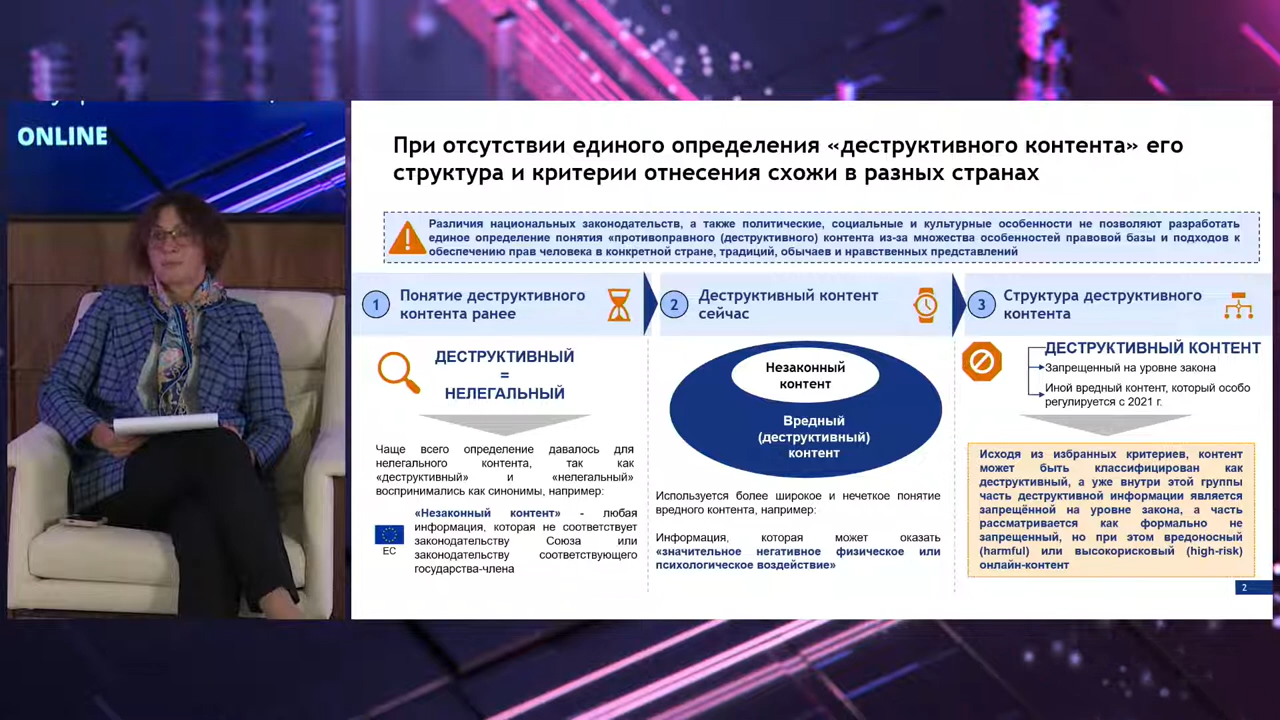 ONLINE
При отсутствии единого определения «деструктивного контента» его
структура и критерии отнесения схожи в разных странах
Различия национальных законодательств, а также политические, социальные и культурные особенности не позволяют разработать
единое определение понятия «противоправного (деструктивного) контента из-за множества особенностей правовой базы и подходов к
обеспечению прав человека в конкретной стране, традиций, обычаев и нравственных представлений
1
Понятие деструктивного
контента ранее
ДЕСТРУКТИВНЫЙ
=
НЕЛЕГАЛЬНЫЙ
Чаще всего определение давалось для
нелегального контента, так как
«деструктивный» и «нелегальный»
воспринимались как синонимы, например:
ЕС
«Незаконный контент» - любая
информация, которая не соответствует
законодательству Союза или
законодательству соответствующего
государства-члена
2
Деструктивный контент
сейчас
Незаконный
контент
Вредный
(деструктивный)
контент
Используется более широкое и нечеткое понятие
вредного контента, например:
Информация, которая может оказать
«значительное негативное физическое или
психологическое воздействие»
3
Структура деструктивного
контента
ДЕСТРУКТИВНЫЙ КОНТЕНТ
Запрещенный на уровне закона
Иной вредный контент, который особо
регулируется с 2021 г.
Исходя из избранных критериев, контент
может быть классифицирован как
деструктивный, а уже внутри этой группы
часть деструктивной информации является
запрещённой на уровне закона, а часть
рассматривается как формально не
запрещенный, но при этом вредоносный
(harmful) или высокорисковый (high-risk)
онлайн-контент
2